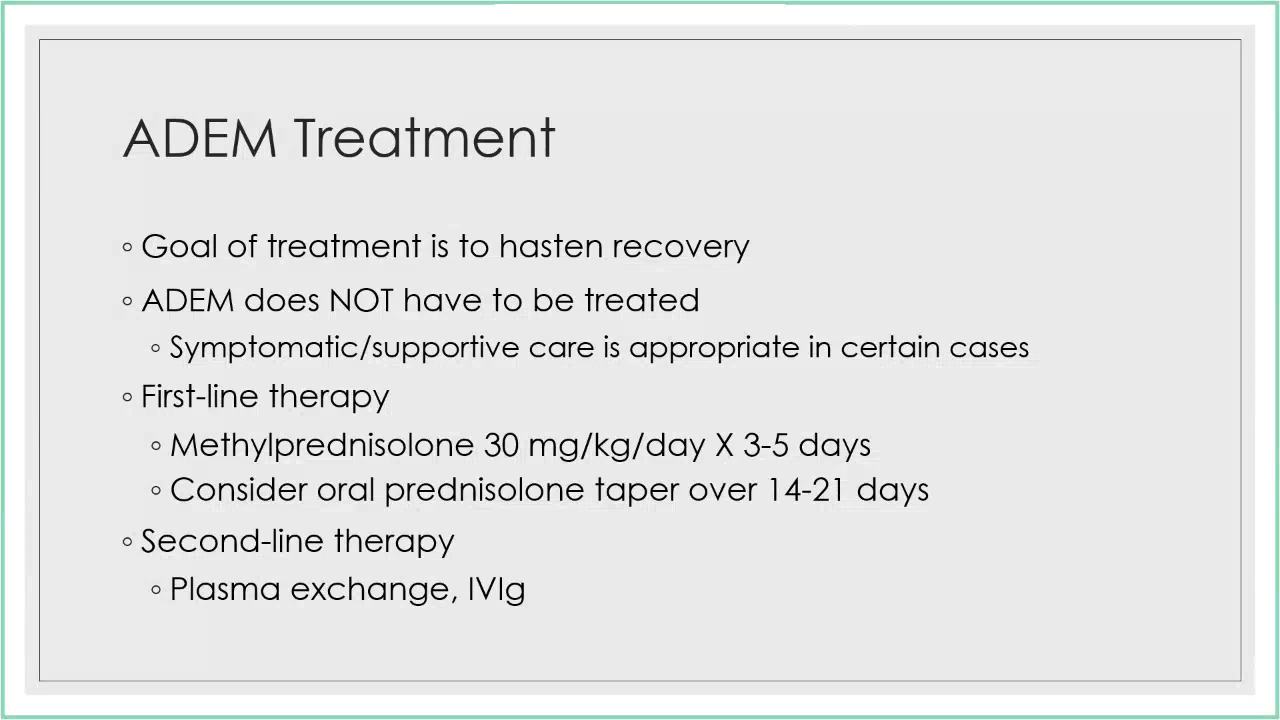 ADEM Treatment
◦ Goal of treatment is to hasten recovery
◦ ADEM does NOT have to be treated
◦ Symptomatic/supportive care is appropriate in certain cases
◦ First-line therapy
◦ Methylprednisolone 30 mg/kg/day X 3-5 days
◦ Consider oral prednisolone taper over 14-21 days
◦ Second-line therapy
◦ Plasma exchange, IVIg